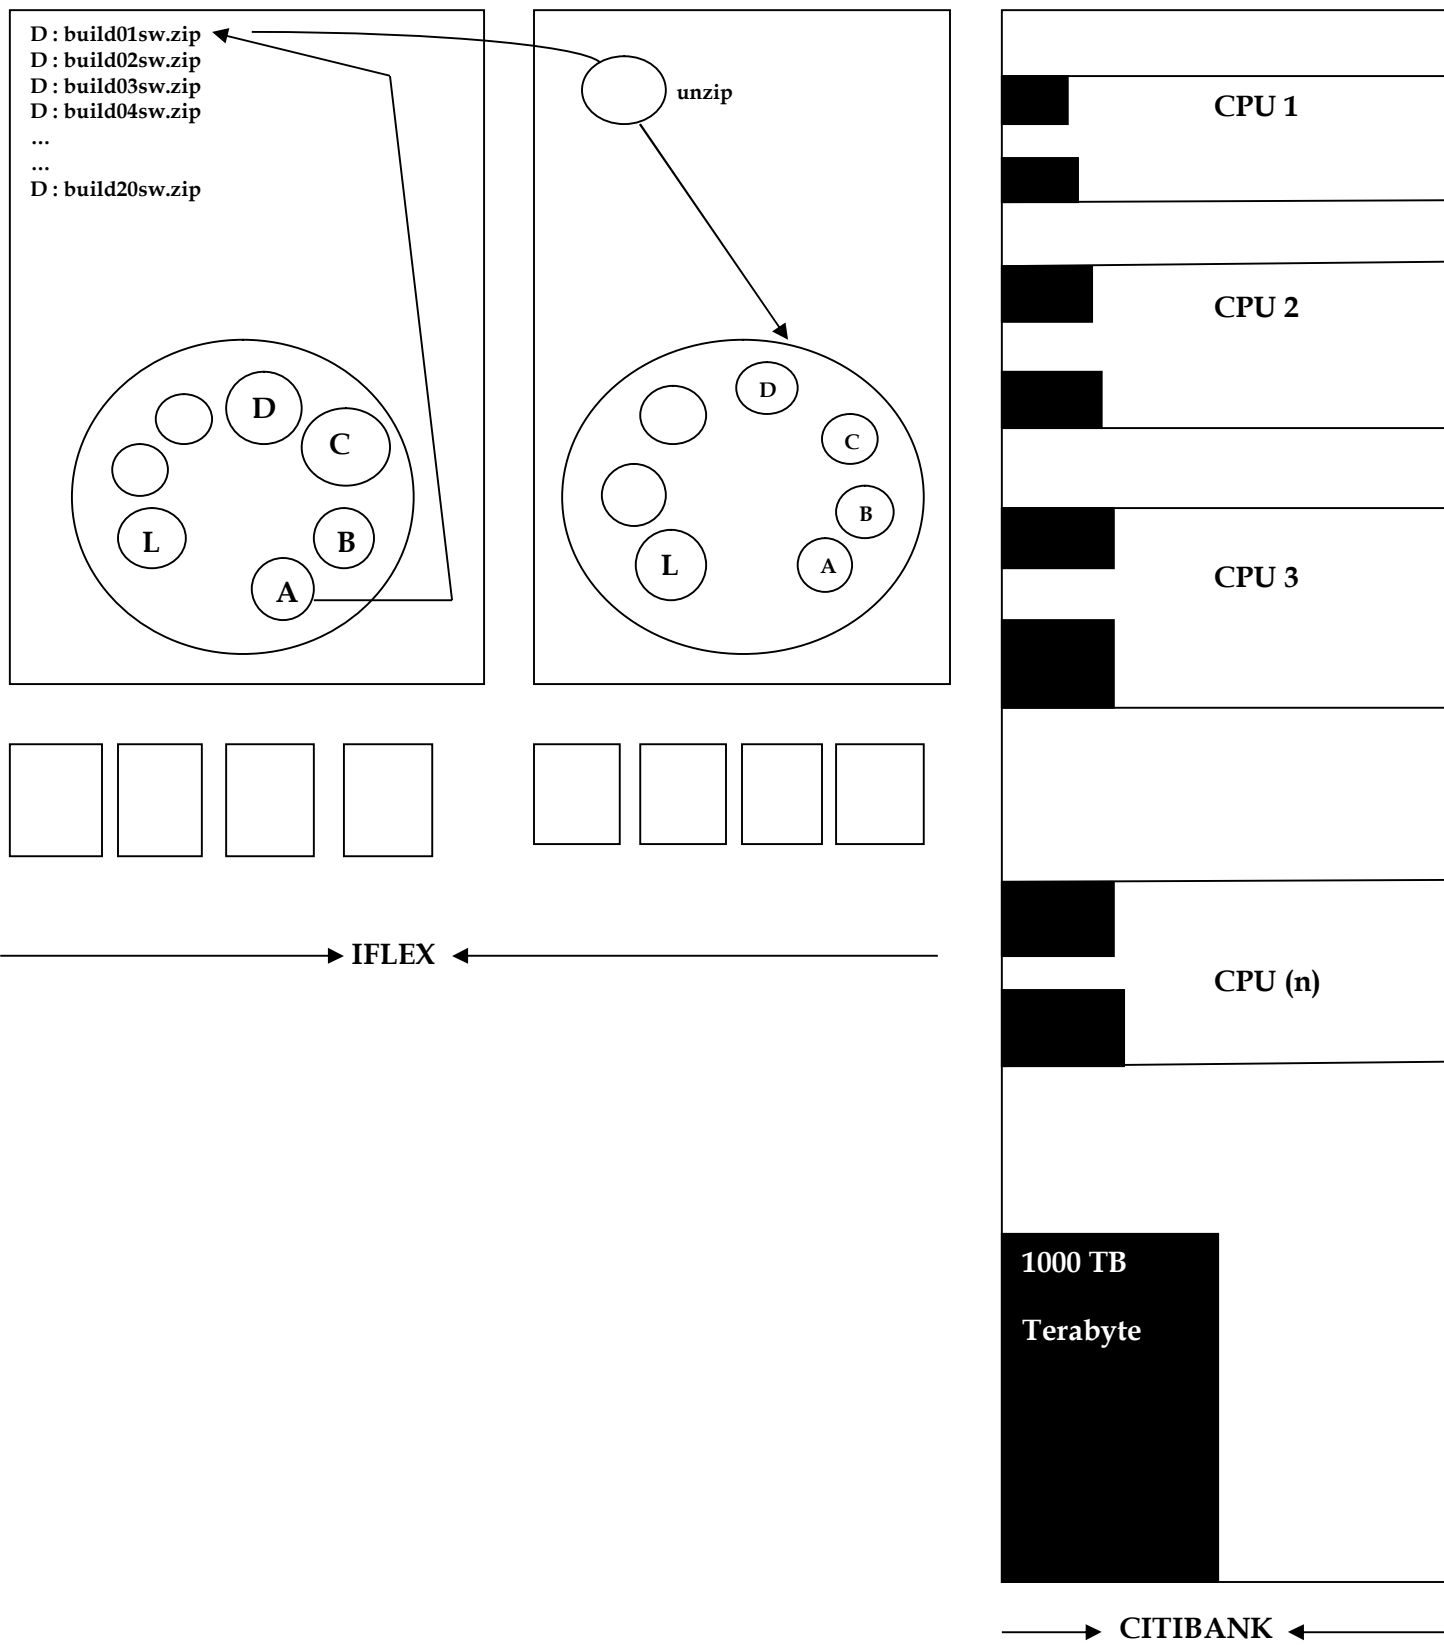 D : build01sw.zip
D : build02sw.zip
D : build03sw.zip
D : build04sw.zip
...
...
D : build20sw.zip
D
C
L
B
A
unzip
D
C
B
L
A
IFLEX
CPU 1
CPU 2
CPU 3
CPU (n)
1000 TB
Terabyte
CITIBANK